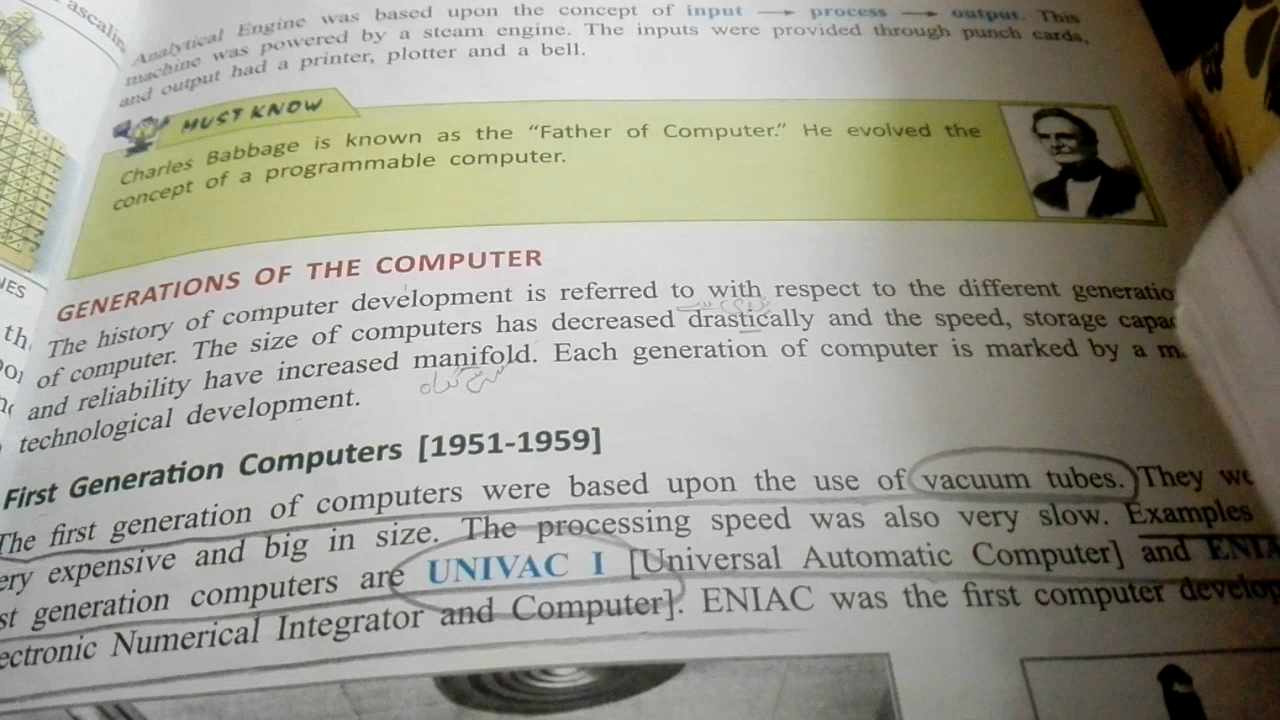 ascalin
Analytical Engine was based upon the concept of input → process → output. This
machine was powered by a steam engine. The inputs were provided through punch cards,
and output had a printer, plotter and a bell.
MUST KNOW
Charles Babbage is known as the “Father of Computer.” He evolved the
concept of a programmable computer.
GENERATIONS OF THE COMPUTER
The history of computer development is referred to with respect to the different generatio
of computer. The size of computers has decreased drastically and the speed, storage capac
and reliability have increased manifold. Each generation of computer is marked by a m
technological development.
First Generation Computers [1951-1959]
The first generation of computers were based upon the use of vacuum tubes. They we
ery expensive and big in size. The processing speed was also very slow. Examples
st generation computers are UNIVAC I [Universal Automatic Computer] and ENIA
ectronic Numerical Integrator and Computer]. ENIAC was the first computer develop